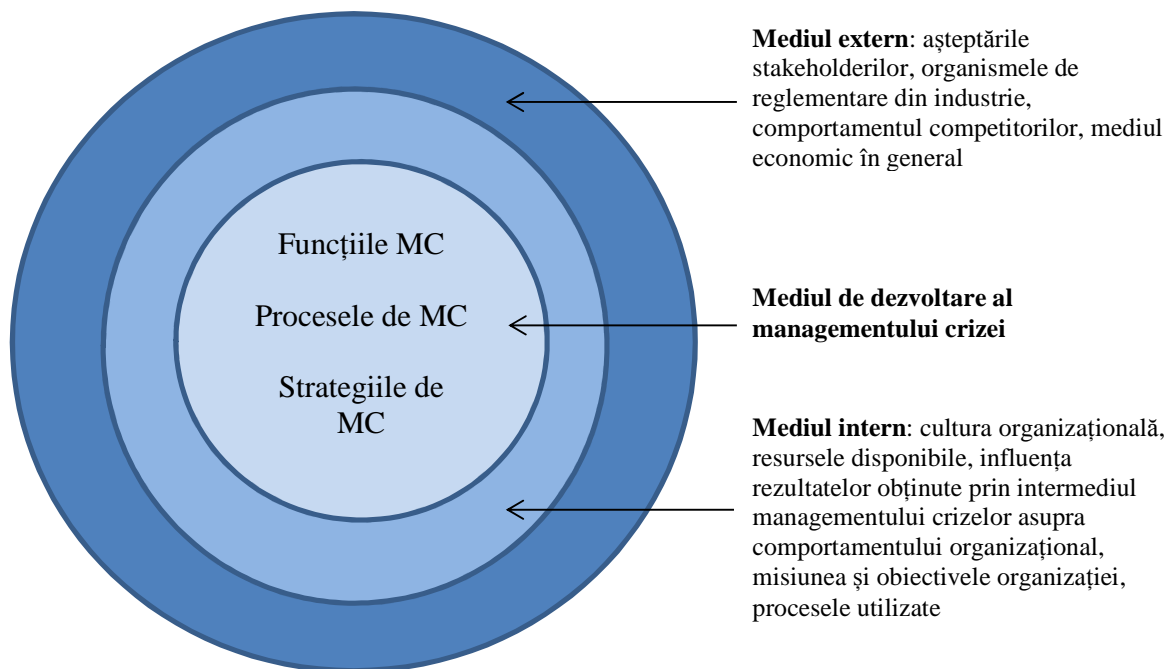 Mediul extern: așteptările
stakeholderilor, organismele de
reglementare din industrie,
comportamentul competitorilor, mediul
economic în general
Funcțiile MC
Procesele de MC
Strategiile de
MC
Mediul de dezvoltare al
managementului crizei
Mediul intern: cultura organizațională,
resursele disponibile, influența
rezultatelor obținute prin intermediul
managementului crizelor asupra
comportamentului organizațional,
misiunea și obiectivele organizației,
procesele utilizate